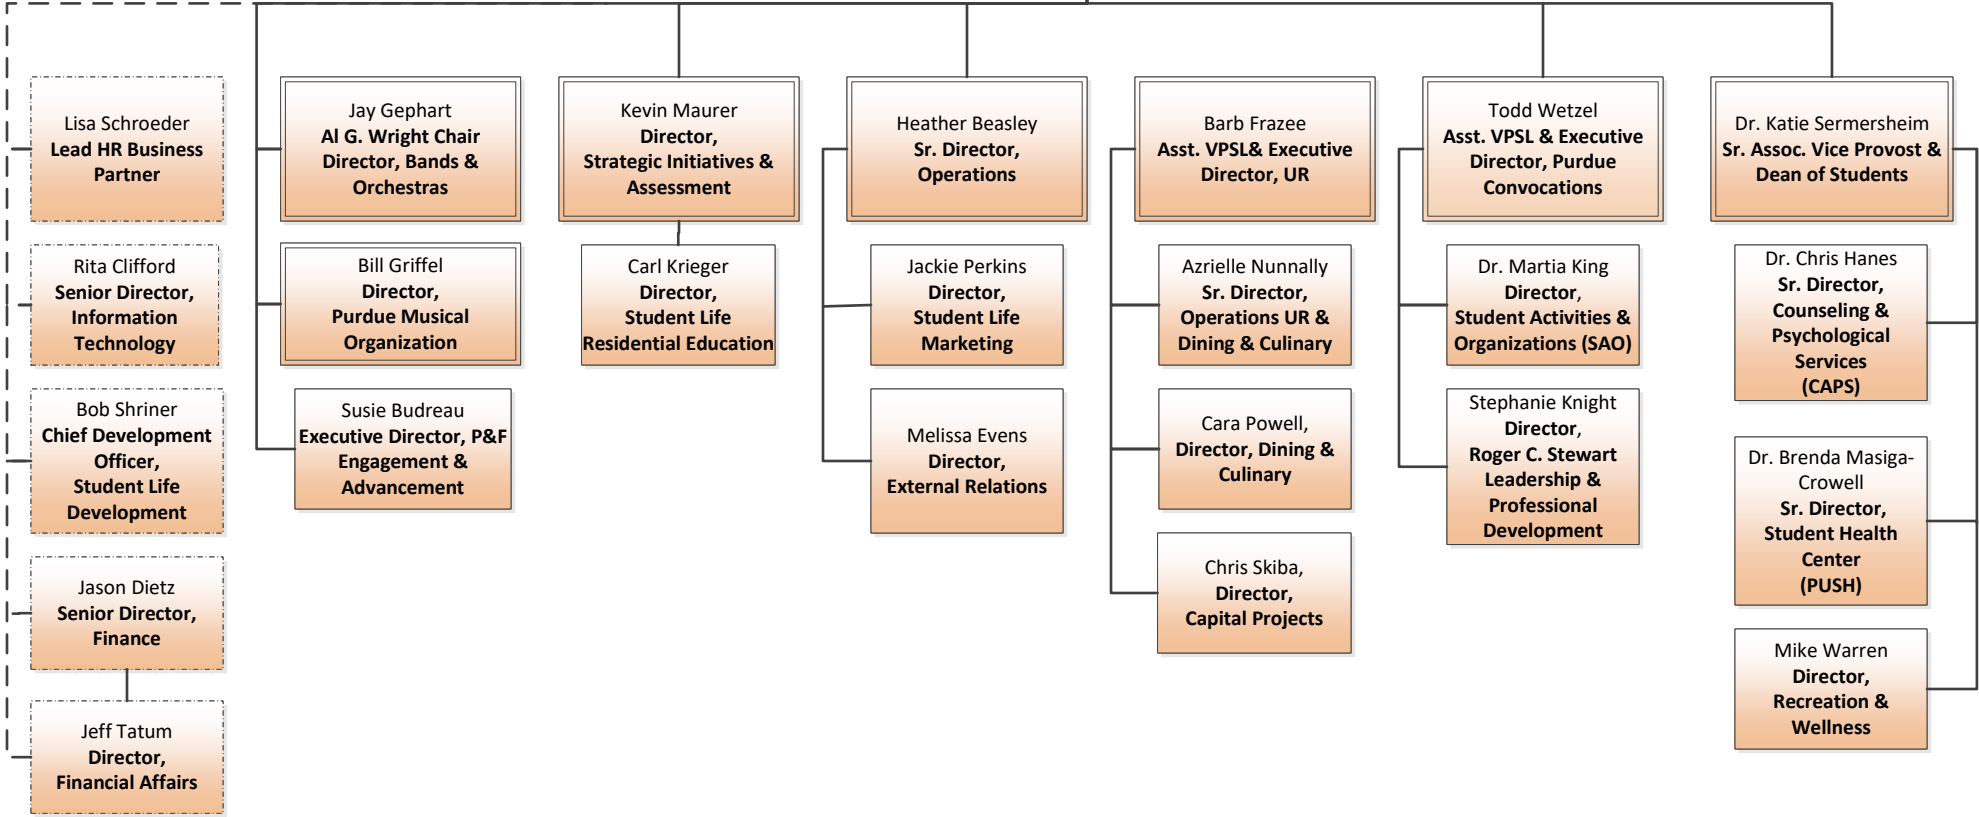 Lisa Schroeder
Lead HR Business
Partner
Rita Clifford
Senior Director,
Information
Technology
Bob Shriner
Chief Development
Officer,
Student Life
Development
Jason Dietz
Senior Director,
Finance
Jeff Tatum
Director,
Financial Affairs
Jay Gephart
Al G. Wright Chair
Director, Bands &
Orchestras
Bill Griffel
Director,
Purdue Musical
Organization
Susie Budreau
Executive Director, P&F
Engagement &
Advancement
Kevin Maurer
Director,
Strategic Initiatives &
Assessment
Carl Krieger
Director,
Student Life
Residential Education
Heather Beasley
Sr. Director,
Operations
Jackie Perkins
Director,
Student Life
Marketing
Melissa Evens
Director,
External Relations
Barb Frazee
Asst. VPSL& Executive
Director, UR
Azrielle Nunnally
Sr. Director,
Operations UR &
Dining & Culinary
Cara Powell,
Director, Dining &
Culinary
Chris Skiba,
Director,
Capital Projects
Todd Wetzel
Asst. VPSL & Executive
Director, Purdue
Convocations
Dr. Martia King
Director,
Student Activities &
Organizations (SAO)
Stephanie Knight
Director,
Roger C. Stewart
Leadership &
Professional
Development
Dr. Katie Sermersheim
Sr. Assoc. Vice Provost &
Dean of Students
Dr. Chris Hanes
Sr. Director,
Counseling &
Psychological
Services
(CAPS)
Dr. Brenda Masiga-
Crowell
Sr. Director,
Student Health
Center
(PUSH)
Mike Warren
Director,
Recreation &
Wellness